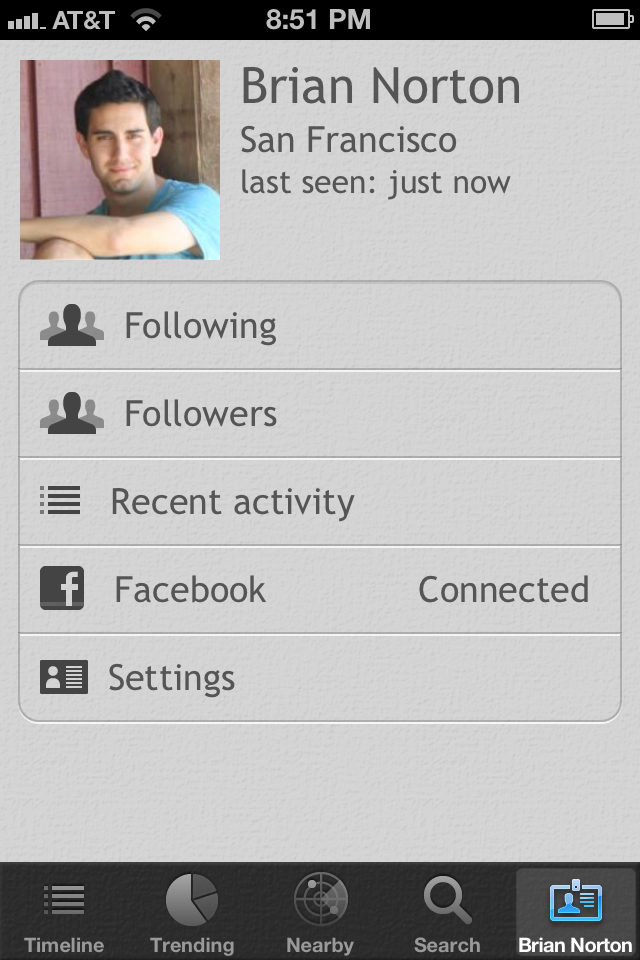 AT&T 8:51 PM
Brian Norton
San Francisco
last seen: just now
Following
Followers
Recent activity
Facebook Connected
Settings
Timeline Trending Nearby Search Brian Norton